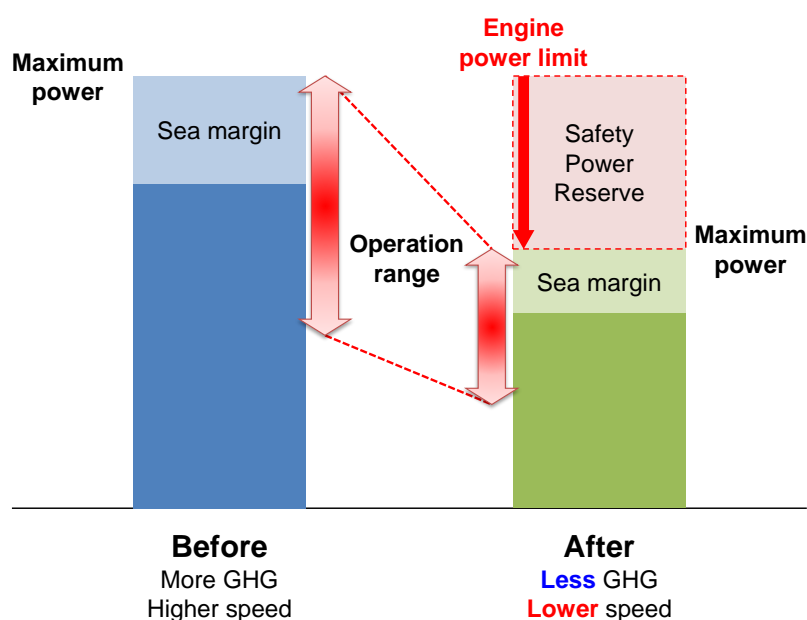 Engine
power limit
Maximum
power
Sea margin
Safety
Power
Reserve
Operation
range
Maximum
power
Sea margin
Before
More GHG
Higher speed
After
Less GHG
Lower speed